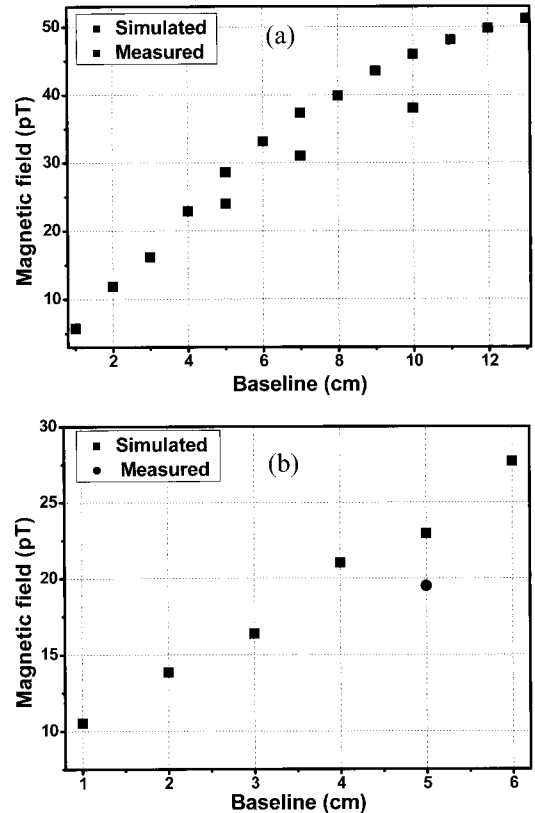 Simulated
Measured
(a)
50
40
30
20
10
Magnetic field (pT)
2 4 6 8 10 12
Baseline (cm)
Simulated
Measured
(b)
30
25
20
15
10
Magnetic field (pT)
1 2 3 4 5 6
Baseline (cm)